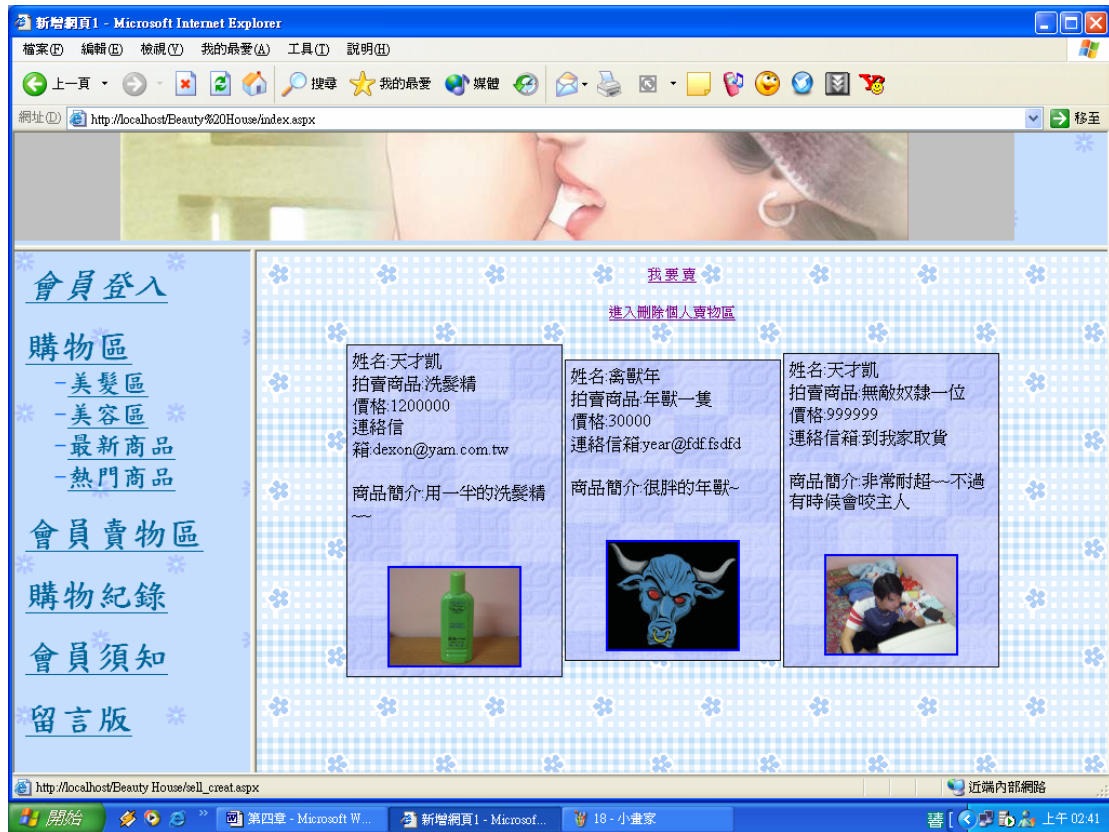 新增網頁1 - Microsoft Internet Explorer
檔案(F) 編輯(E) 檢視(V) 我的最愛(A) 工具(T) 說明(H)
上一頁 搜尋 我的最愛 媒體
網址(D) http://localhost/Beauty%20House/index.aspx 移至
會員登入
購物區
-美髮區
-美容區
-最新商品
-熱門商品
會員賣物區
購物紀錄
會員須知
留言版
我要賣
進入刪除個人賣物區
姓名:天才凱
拍賣商品:洗髮精
價格:1200000
連絡信
箱:dexon@yam.com.tw
商品簡介:用一半的洗髮精
~~
姓名:禽獸年
拍賣商品:年獸一隻
價格:30000
連絡信箱:year@fdf.fsdfd
商品簡介:很胖的年獸~
姓名:天才凱
拍賣商品:無敵奴隸一位
價格:999999
連絡信箱:到我家取貨
商品簡介:非常耐超~~不過
有時候會咬主人
http://localhost/Beauty House/sell_creat.aspx 近端內部網路
開始 第四章 - Microsoft W... 新增網頁1 - Microsof... 18 - 小畫家 上午 02:41